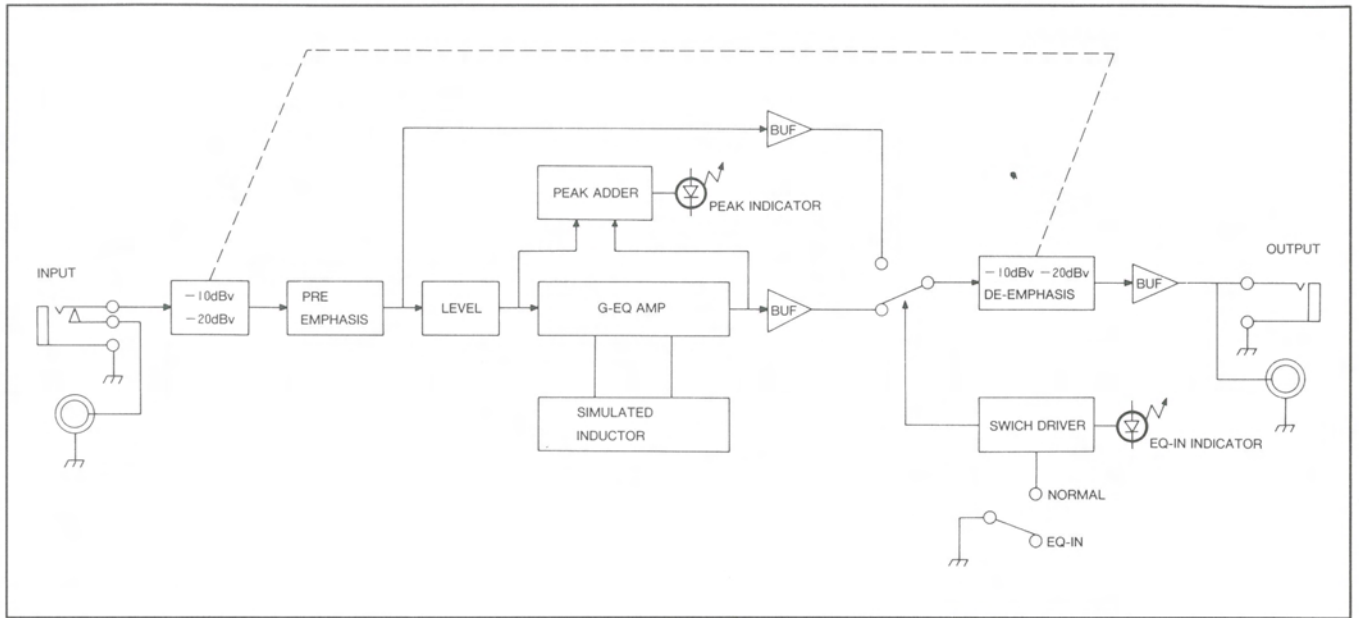 BUF
PEAK ADDER
PEAK INDICATOR
INPUT
OUTPUT
-10dBv
-20dBv
PRE
EMPHASIS
LEVEL
G-EQ AMP
BUF
-10dBv -20dBv
DE-EMPHASIS
BUF
SIMULATED
INDUCTOR
SWICH DRIVER
EQ-IN INDICATOR
NORMAL
EQ-IN